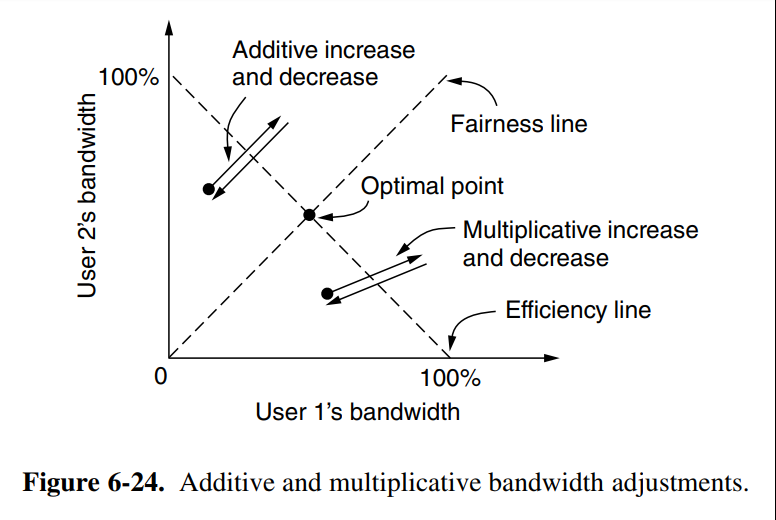 Additive increase
and decrease
100%
Fairness line
User 2's bandwidth
Optimal point
Multiplicative increase
and decrease
Efficiency line
0
100%
User 1's bandwidth
Figure 6-24. Additive and multiplicative bandwidth adjustments.